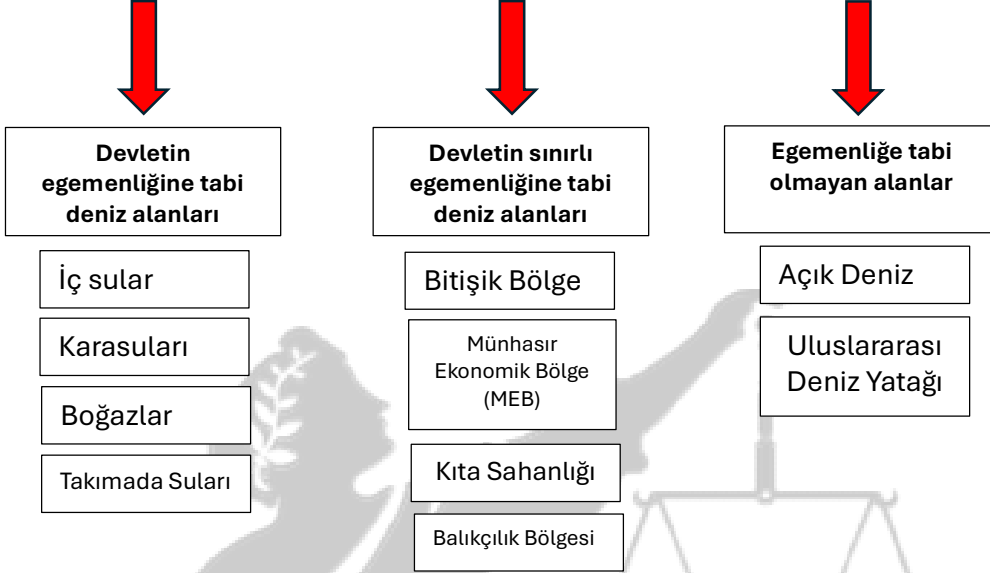 Devletin
egemenliğine tabi
deniz alanları
İç sular
Karasuları
Boğazlar
Takımada Suları
Devletin sınırlı
egemenliğine tabi
deniz alanları
Bitişik Bölge
Münhasır
Ekonomik Bölge
(MEB)
Kıta Sahanlığı
Balıkçılık Bölgesi
Egemenliğe tabi
olmayan alanlar
Açık Deniz
Uluslararası
Deniz Yatağı